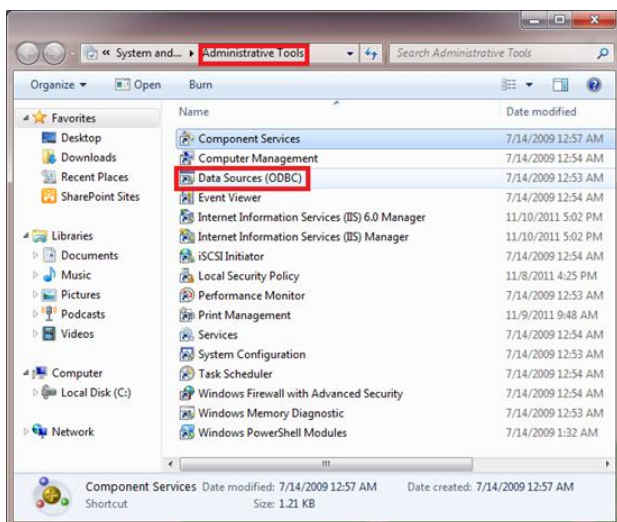 « System and... ▸ Administrative Tools
Search Administrative Tools
Organize Open Burn
Name Date modified
Favorites
Desktop
Downloads
Recent Places
SharePoint Sites
Libraries
Documents
Music
Pictures
Podcasts
Videos
Computer
Local Disk (C:)
Network
Component Services 7/14/2009 12:57 AM
Computer Management 7/14/2009 12:54 AM
Data Sources (ODBC) 7/14/2009 12:53 AM
Event Viewer 7/14/2009 12:54 AM
Internet Information Services (IIS) 6.0 Manager 11/10/2011 5:02 PM
Internet Information Services (IIS) Manager 11/10/2011 5:02 PM
iSCSI Initiator 7/14/2009 12:54 AM
Local Security Policy 11/8/2011 4:25 PM
Performance Monitor 7/14/2009 12:53 AM
Print Management 11/9/2011 9:48 AM
Services 7/14/2009 12:54 AM
System Configuration 7/14/2009 12:53 AM
Task Scheduler 7/14/2009 12:54 AM
Windows Firewall with Advanced Security 7/14/2009 12:54 AM
Windows Memory Diagnostic 7/14/2009 12:53 AM
Windows PowerShell Modules 7/14/2009 1:32 AM
Component Services Date modified: 7/14/2009 12:57 AM Date created: 7/14/2009 12:57 AM
Shortcut Size: 1.21 KB